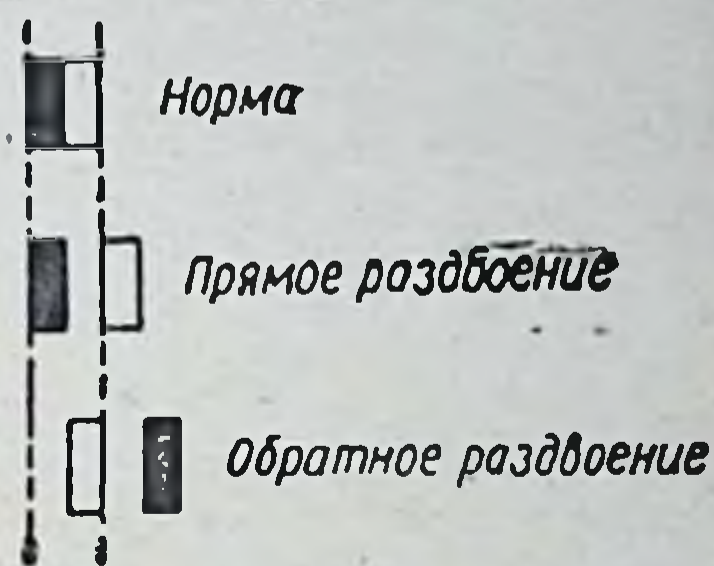 Норма
Прямое раздвоение
Обратное раздвоение